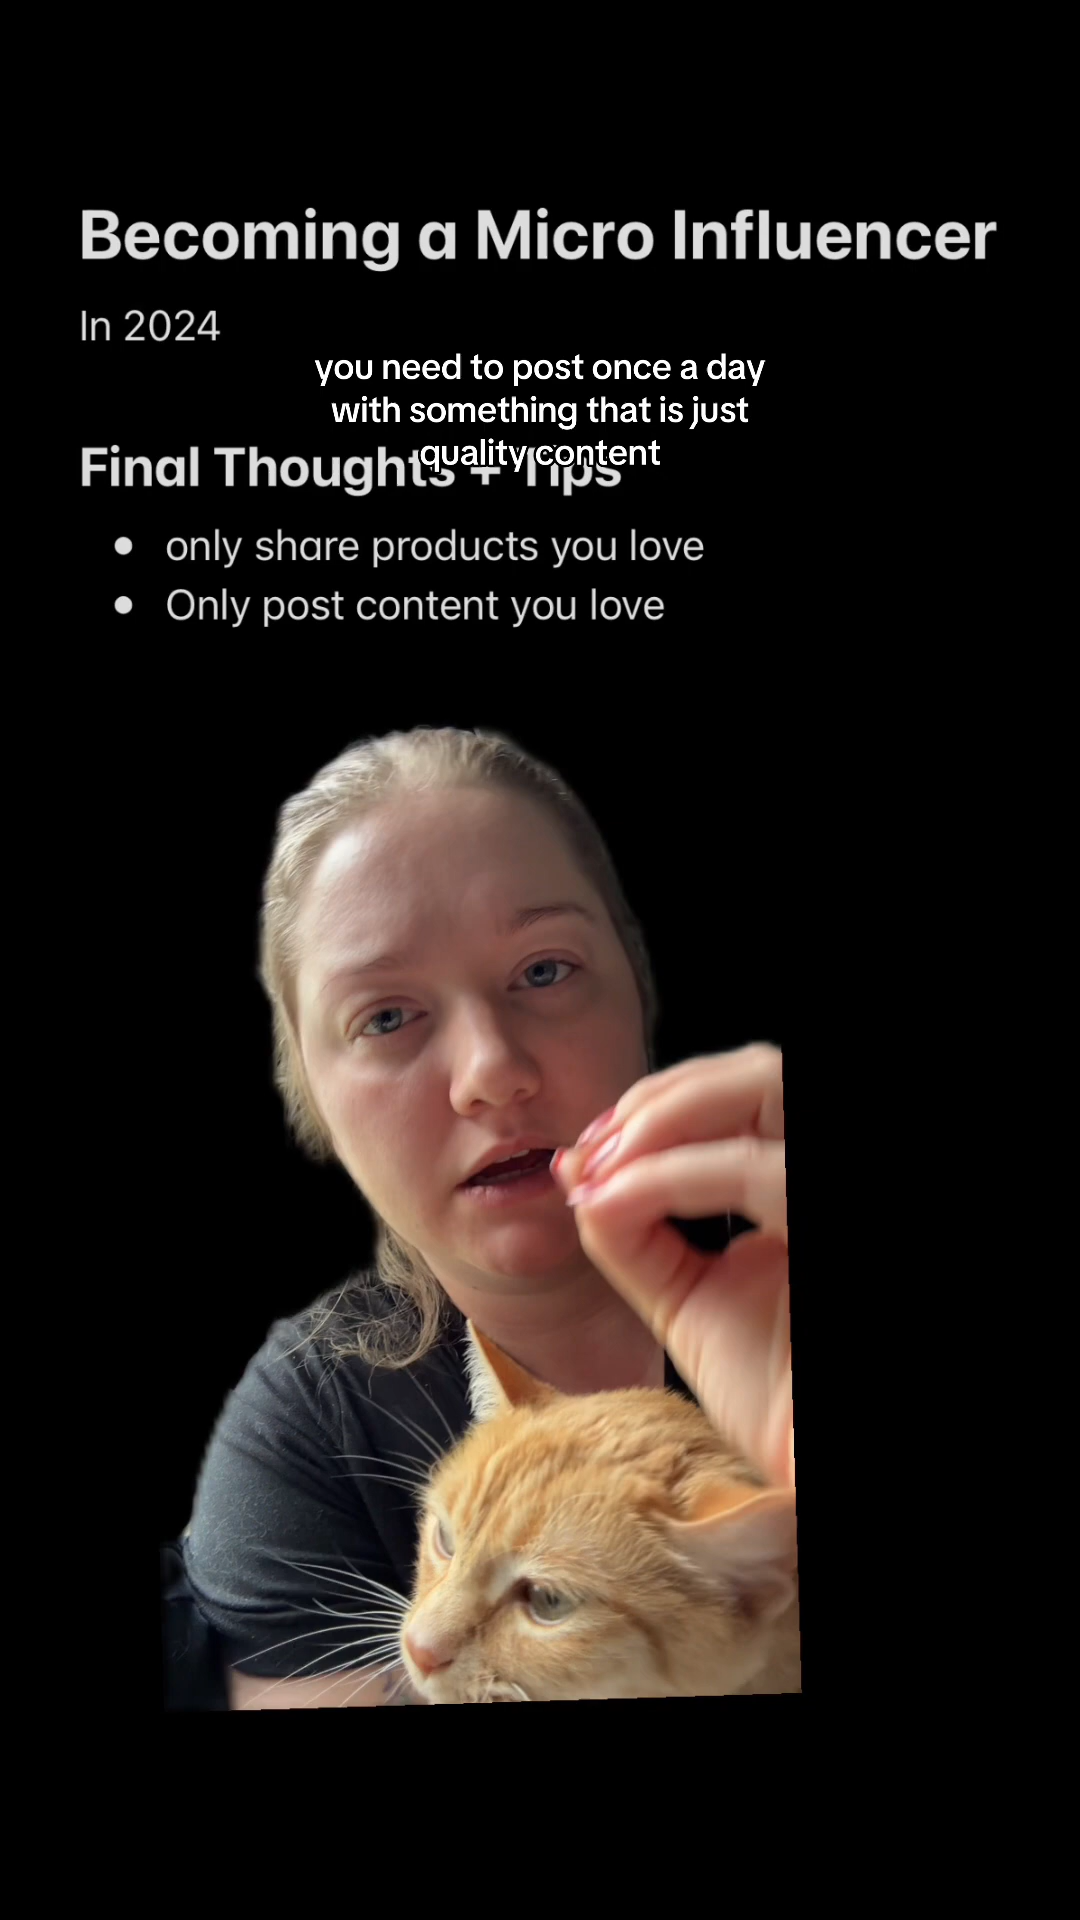 Becoming a Micro Influencer
In 2024
you need to post once a day
with something that is just
quality content
Final Thoughts + Tips
only share products you love
Only post content you love